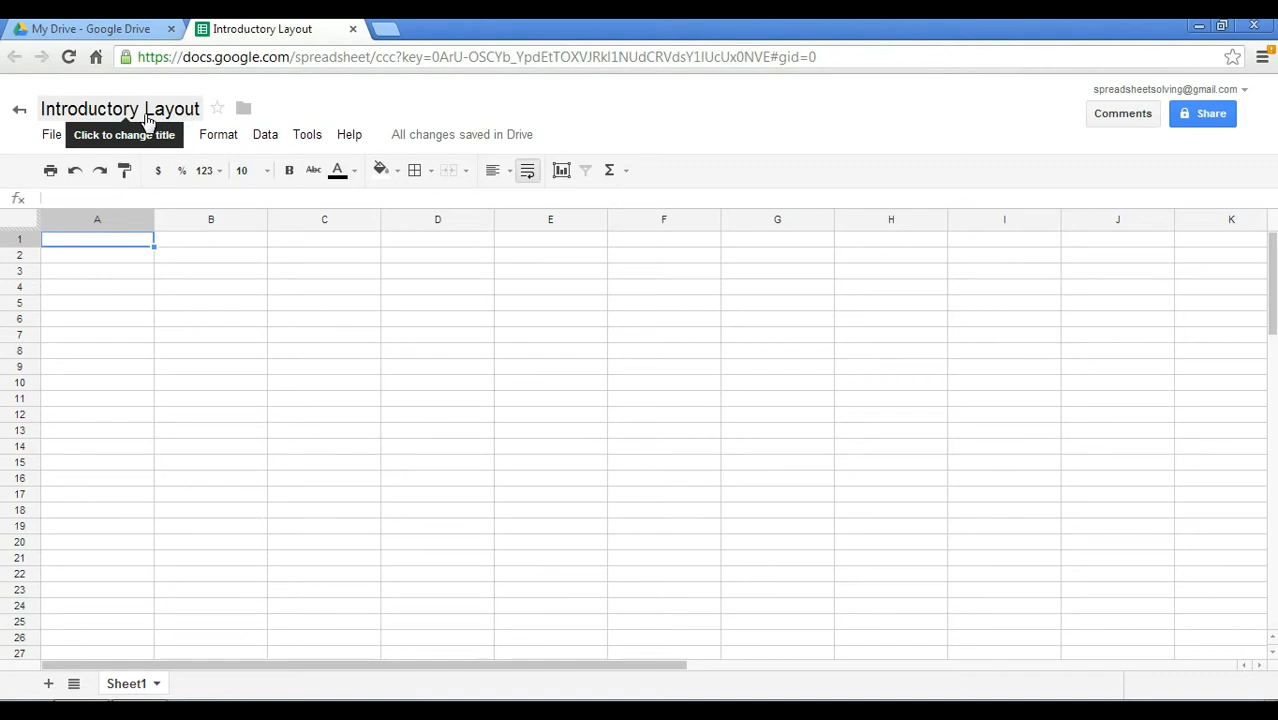 My Drive - Google Drive × Introductory Layout ×
https://docs.google.com/spreadsheet/ccc?key=0ArU-OSCYb_YpdEtTOXVJRkI1NUdCRVdsY1lUcUx0NVE#gid=0
spreadsheetsolving@gmail.com
Introductory Layout
Comments Share
File Format Data Tools Help All changes saved in Drive
Click to change title
$ % 123 10 B Abc A Σ
fx
A B C D E F G H I J K
1
2
3
4
5
6
7
8
9
10
11
12
13
14
15
16
17
18
19
20
21
22
23
24
25
26
27
+ Sheet1